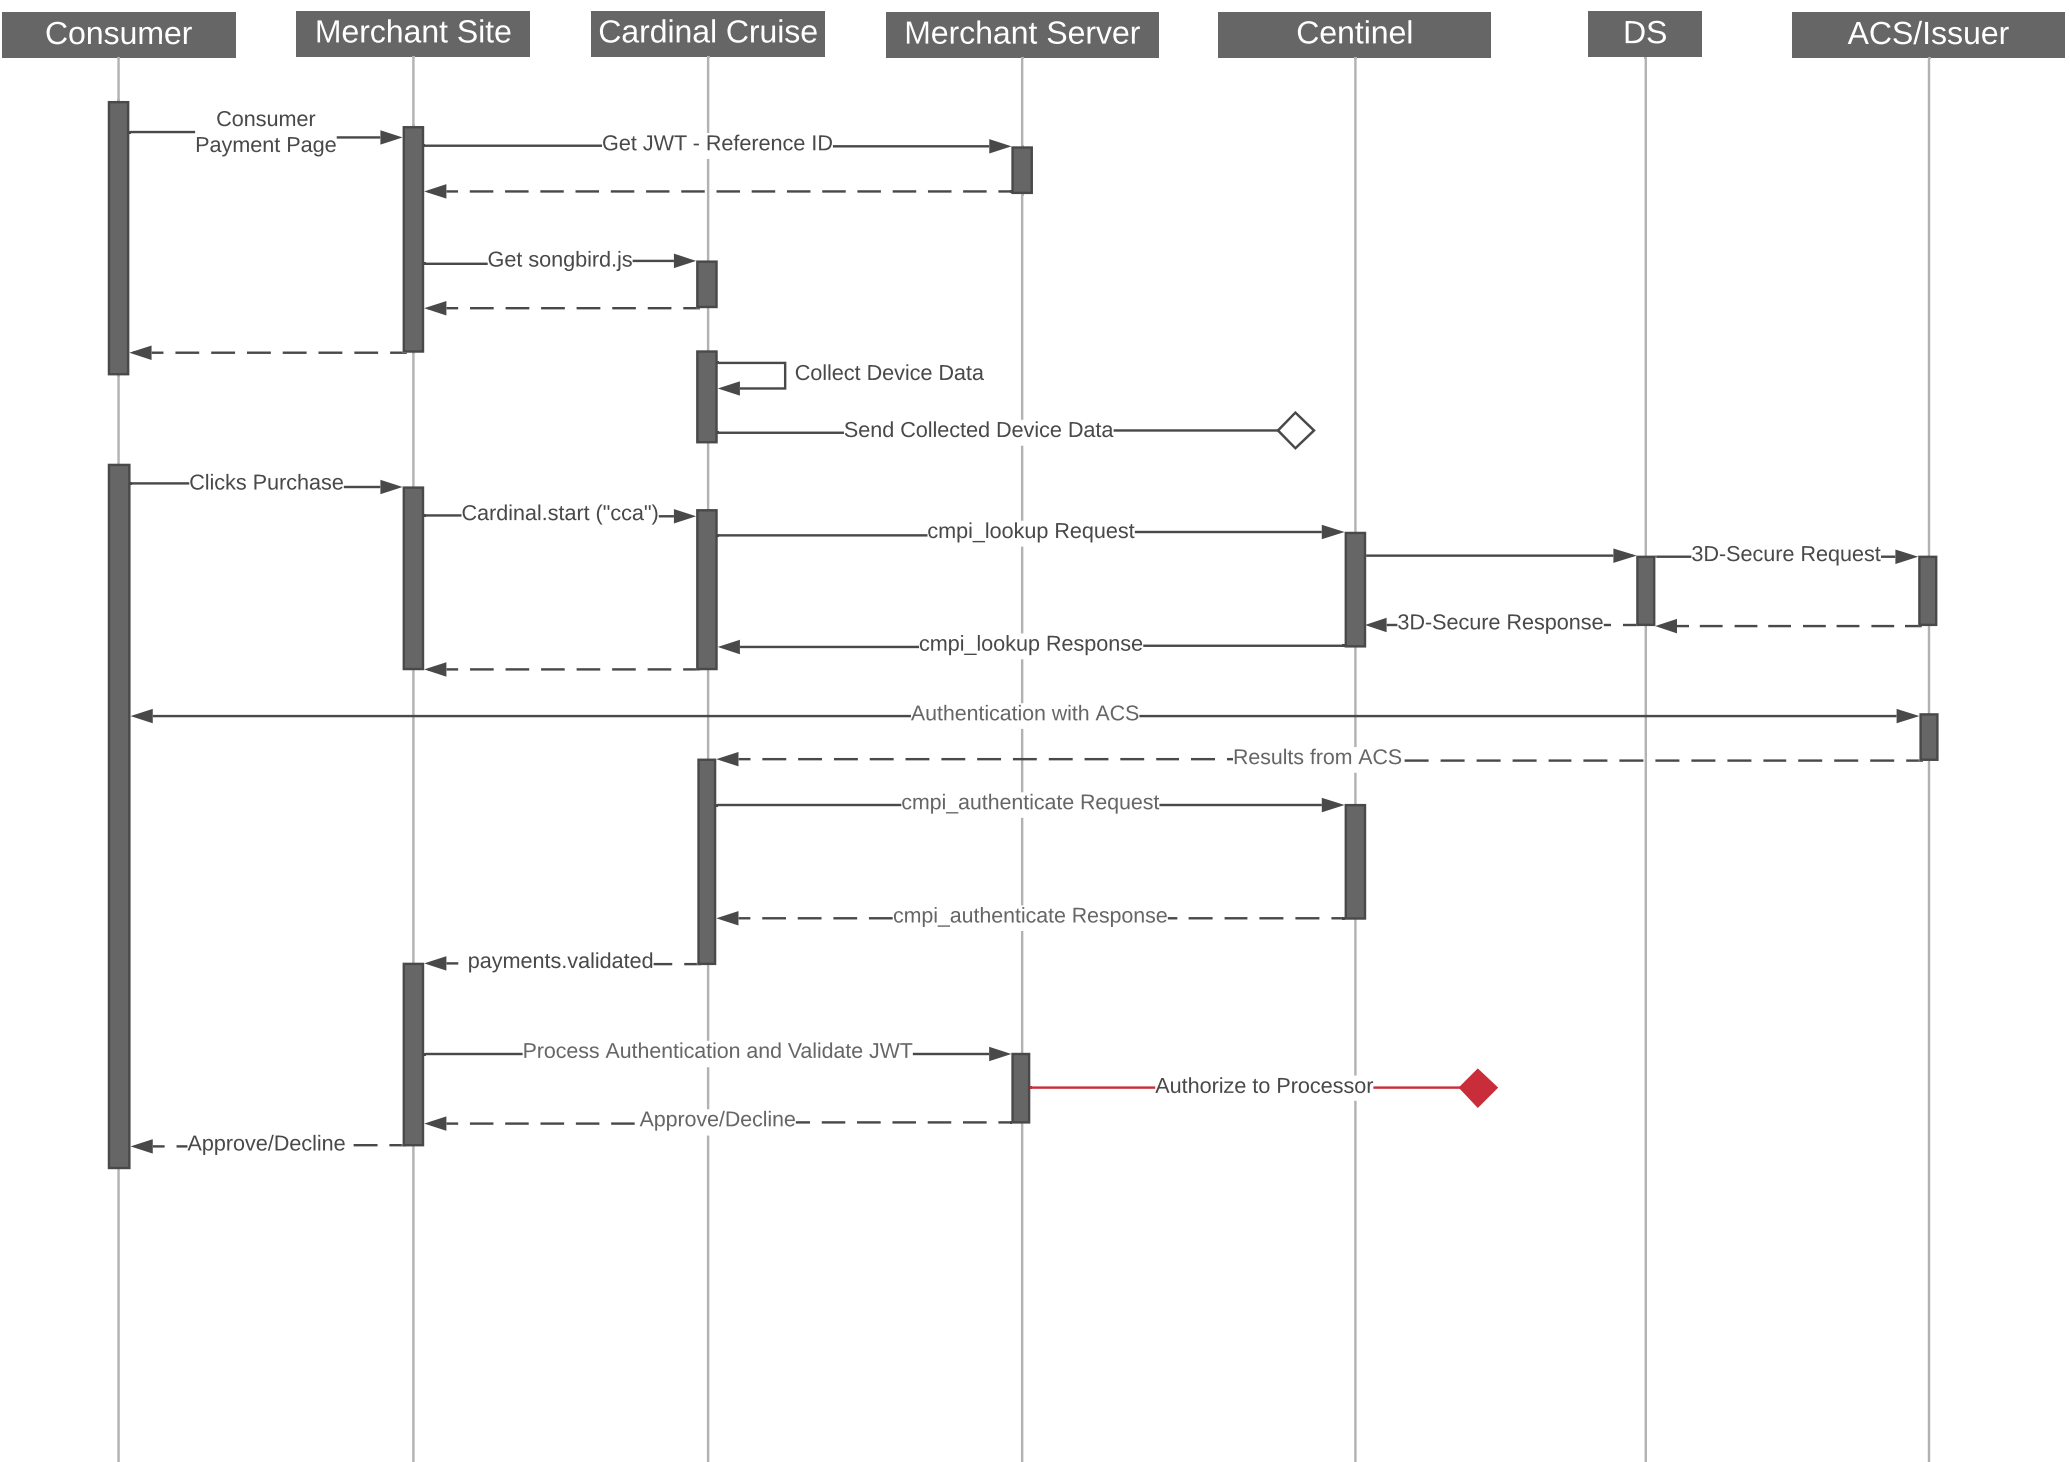 Consumer
Merchant Site
Cardinal Cruise
Merchant Server
Centinel
DS
ACS/Issuer
Consumer
Payment Page
Get JWT - Reference ID
Get songbird.js
Collect Device Data
Send Collected Device Data
Clicks Purchase
Cardinal.start ("cca")
cmpi_lookup Request
3D-Secure Request
3D-Secure Response
cmpi_lookup Response
Authentication with ACS
Results from ACS
cmpi_authenticate Request
cmpi_authenticate Response
payments.validated
Process Authentication and Validate JWT
Authorize to Processor
Approve/Decline
Approve/Decline